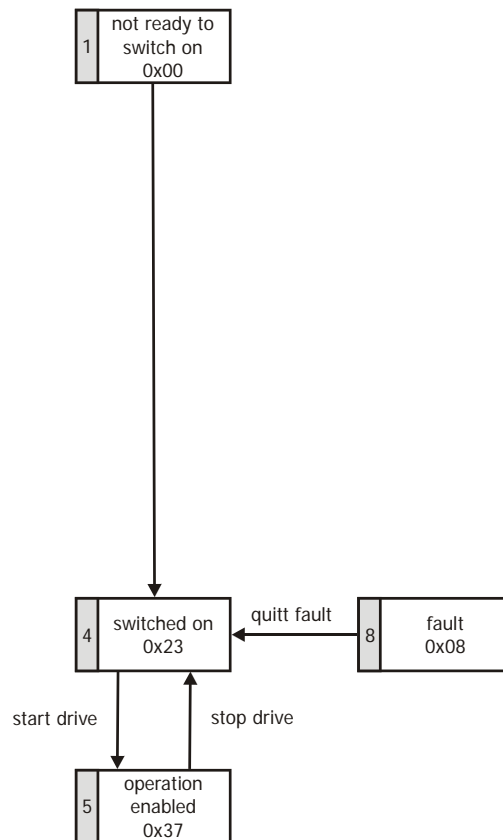 1
not ready to
switch on
0x00
4
switched on
0x23
quitt fault
8
fault
0x08
start drive
stop drive
5
operation
enabled
0x37